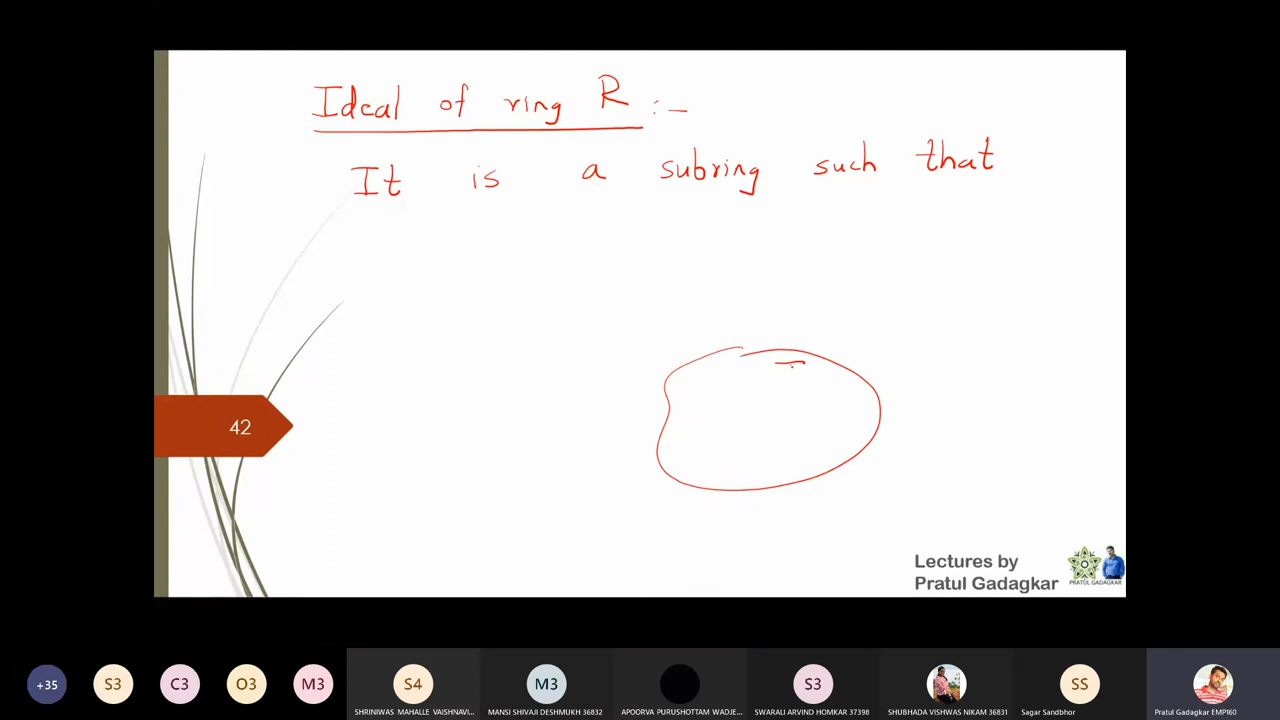 Ideal of ring R :-
It is a subring such that
42
Lectures by
Pratul Gadagkar
PRATUL GADAGKAR
+35
S3
C3
O3
M3
S4
M3
S3
SS
SHRINIWAS MAHALLE VAISHNAVI...
MANSI SHIVAJI DESHMUKH 36832
APOORVA PURUSHOTTAM WADJE...
SWARALI ARVIND HOMKAR 37398
SHUBHADA VISHWAS NIKAM 36831
Sagar Sandbhor
Pratul Gadagkar EMP160